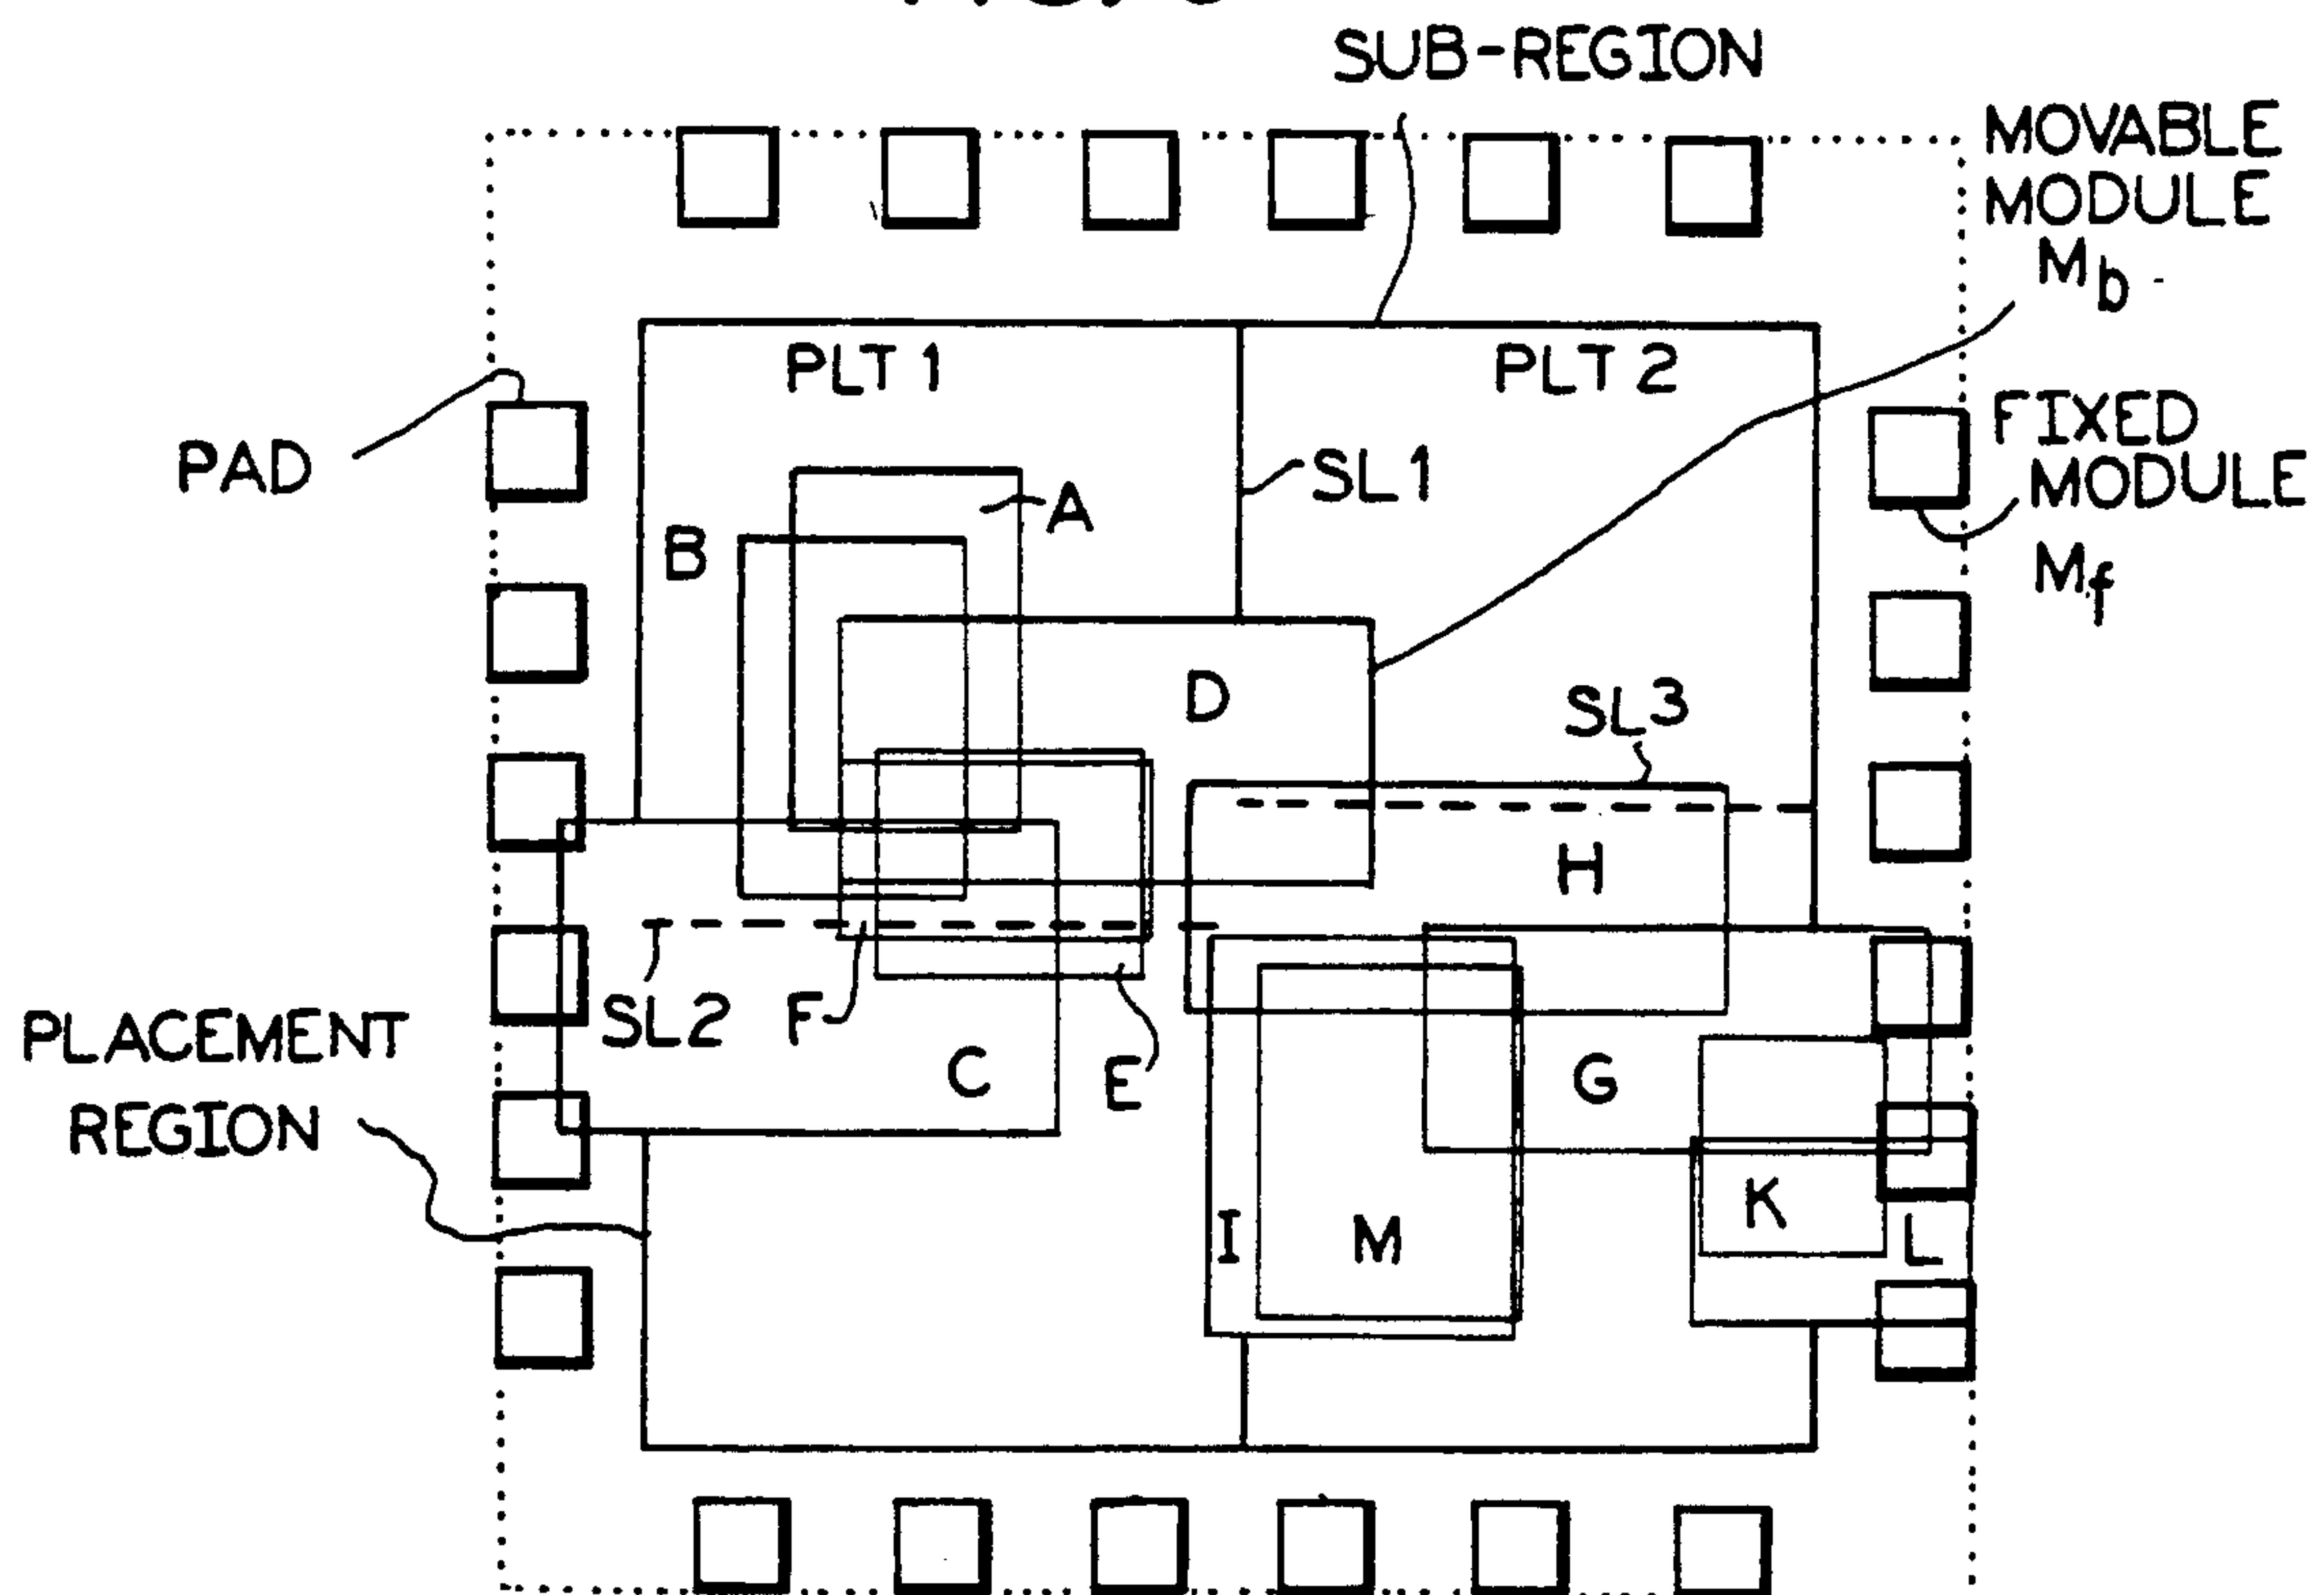 SUB-REGION
MOVABLE
MODULE
Mb
PLT 1
PLT 2
FIXED
MODULE
Mf
PAD
SL1
A
B
D
SL3
H
SL2
F
C
E
G
PLACEMENT
REGION
I
M
K
L